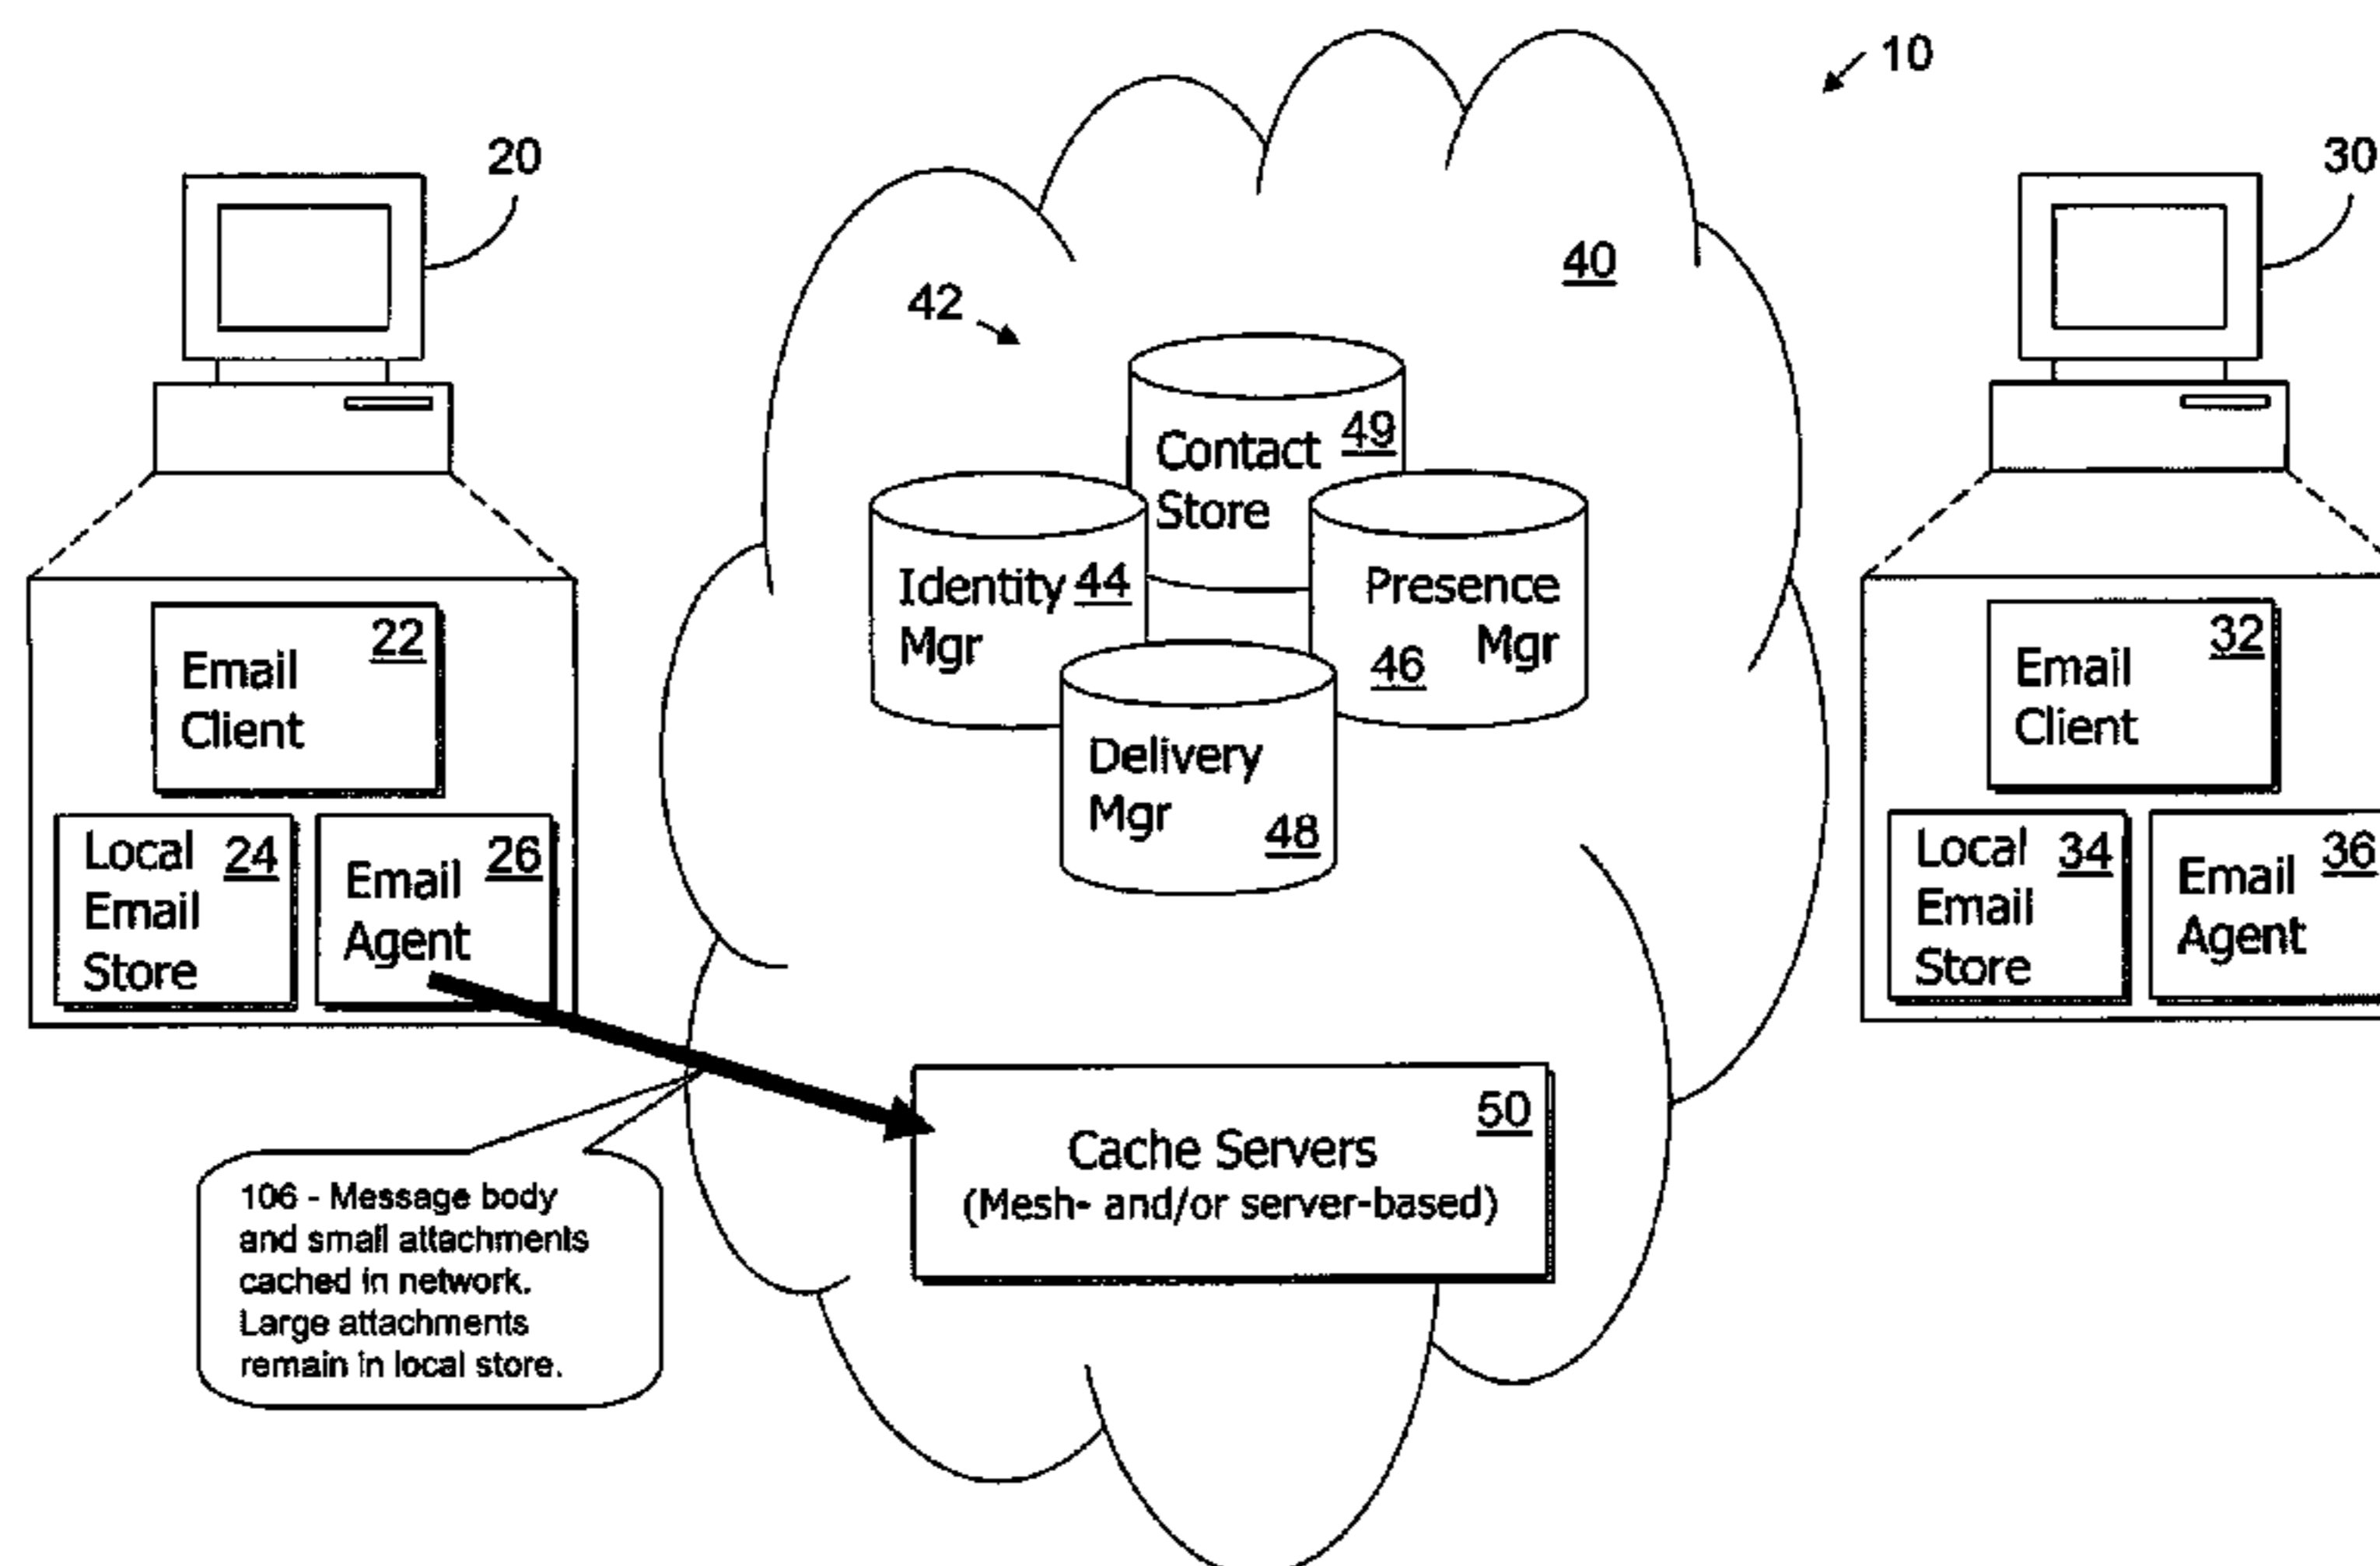 10
20
30
40
42
Contact 49
Store
Identity 44
Mgr
Presence
Mgr
46
Delivery
Mgr
48
22
Email
Client
Local 24
Email
Store
26
Email
Agent
32
Email
Client
Local 34
Email
Store
36
Email
Agent
50
Cache Servers
(Mesh- and/or server-based)
106 - Message body
and small attachments
cached in network.
Large attachments
remain in local store.